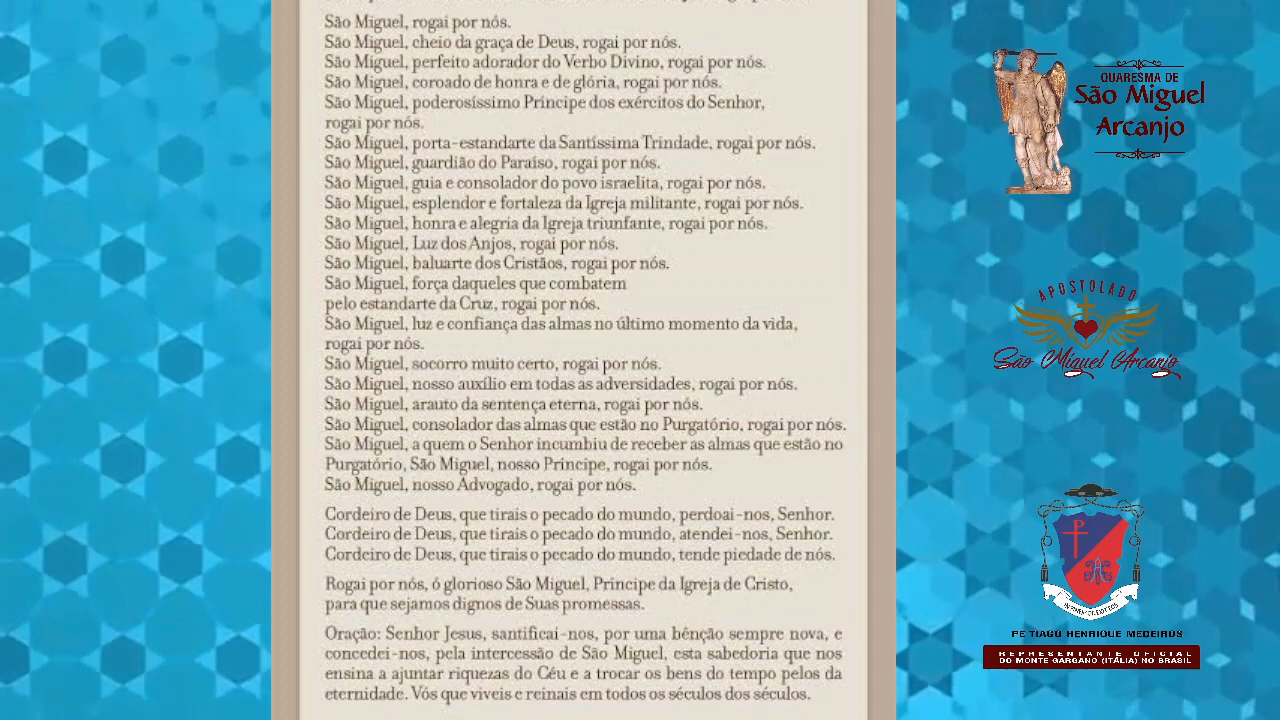 São Miguel, rogai por nós.
São Miguel, cheio da graça de Deus, rogai por nós.
São Miguel, perfeito adorador do Verbo Divino, rogai por nós.
São Miguel, coroado de honra e de glória, rogai por nós.
São Miguel, poderosíssimo Príncipe dos exércitos do Senhor,
rogai por nós.
São Miguel, porta-estandarte da Santíssima Trindade, rogai por nós.
São Miguel, guardião do Paraíso, rogai por nós.
São Miguel, guia e consolador do povo israelita, rogai por nós.
São Miguel, esplendor e fortaleza da Igreja militante, rogai por nós.
São Miguel, honra e alegria da Igreja triunfante, rogai por nós.
São Miguel, Luz dos Anjos, rogai por nós.
São Miguel, baluarte dos Cristãos, rogai por nós.
São Miguel, força daqueles que combatem
pelo estandarte da Cruz, rogai por nós.
São Miguel, luz e confiança das almas no último momento da vida,
rogai por nós.
São Miguel, socorro muito certo, rogai por nós.
São Miguel, nosso auxílio em todas as adversidades, rogai por nós.
São Miguel, arauto da sentença eterna, rogai por nós.
São Miguel, consolador das almas que estão no Purgatório, rogai por nós.
São Miguel, a quem o Senhor incumbiu de receber as almas que estão no
Purgatório, São Miguel, nosso Príncipe, rogai por nós.
São Miguel, nosso Advogado, rogai por nós.
Cordeiro de Deus, que tirais o pecado do mundo, perdoai-nos, Senhor.
Cordeiro de Deus, que tirais o pecado do mundo, atendei-nos, Senhor.
Cordeiro de Deus, que tirais o pecado do mundo, tende piedade de nós.
Rogai por nós, ó glorioso São Miguel, Príncipe da Igreja de Cristo,
para que sejamos dignos de Suas promessas.
Oração: Senhor Jesus, santificai-nos, por uma bênção sempre nova, e
concedei-nos, pela intercessão de São Miguel, esta sabedoria que nos
ensina a ajuntar riquezas do Céu e a trocar os bens do tempo pelos da
eternidade. Vós que viveis e reinais em todos os séculos dos séculos.
QUARESMA DE
São Miguel
Arcanjo
APOSTOLADO
São Miguel Arcanjo
PE TIAGO HENRIQUE MEDEIROS
REPRESENTANTE OFICIAL
DO MONTE GARGANO (ITÁLIA) NO BRASIL